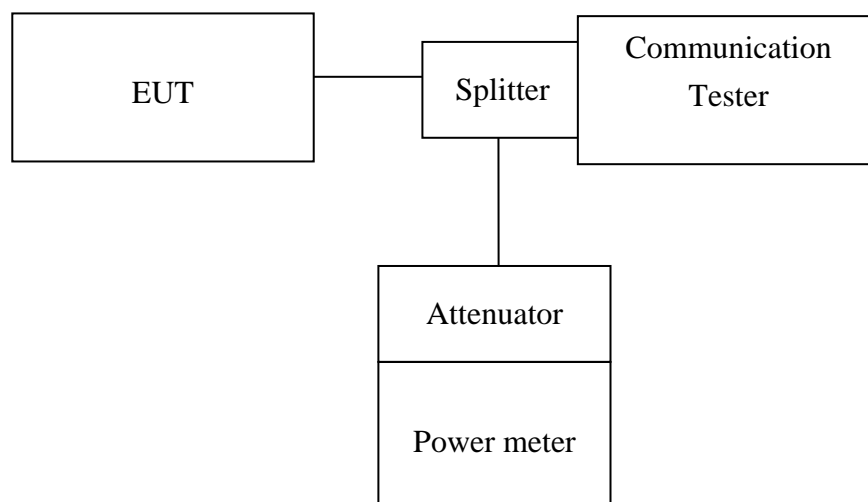 EUT
Splitter
Communication
Tester
Attenuator
Power meter